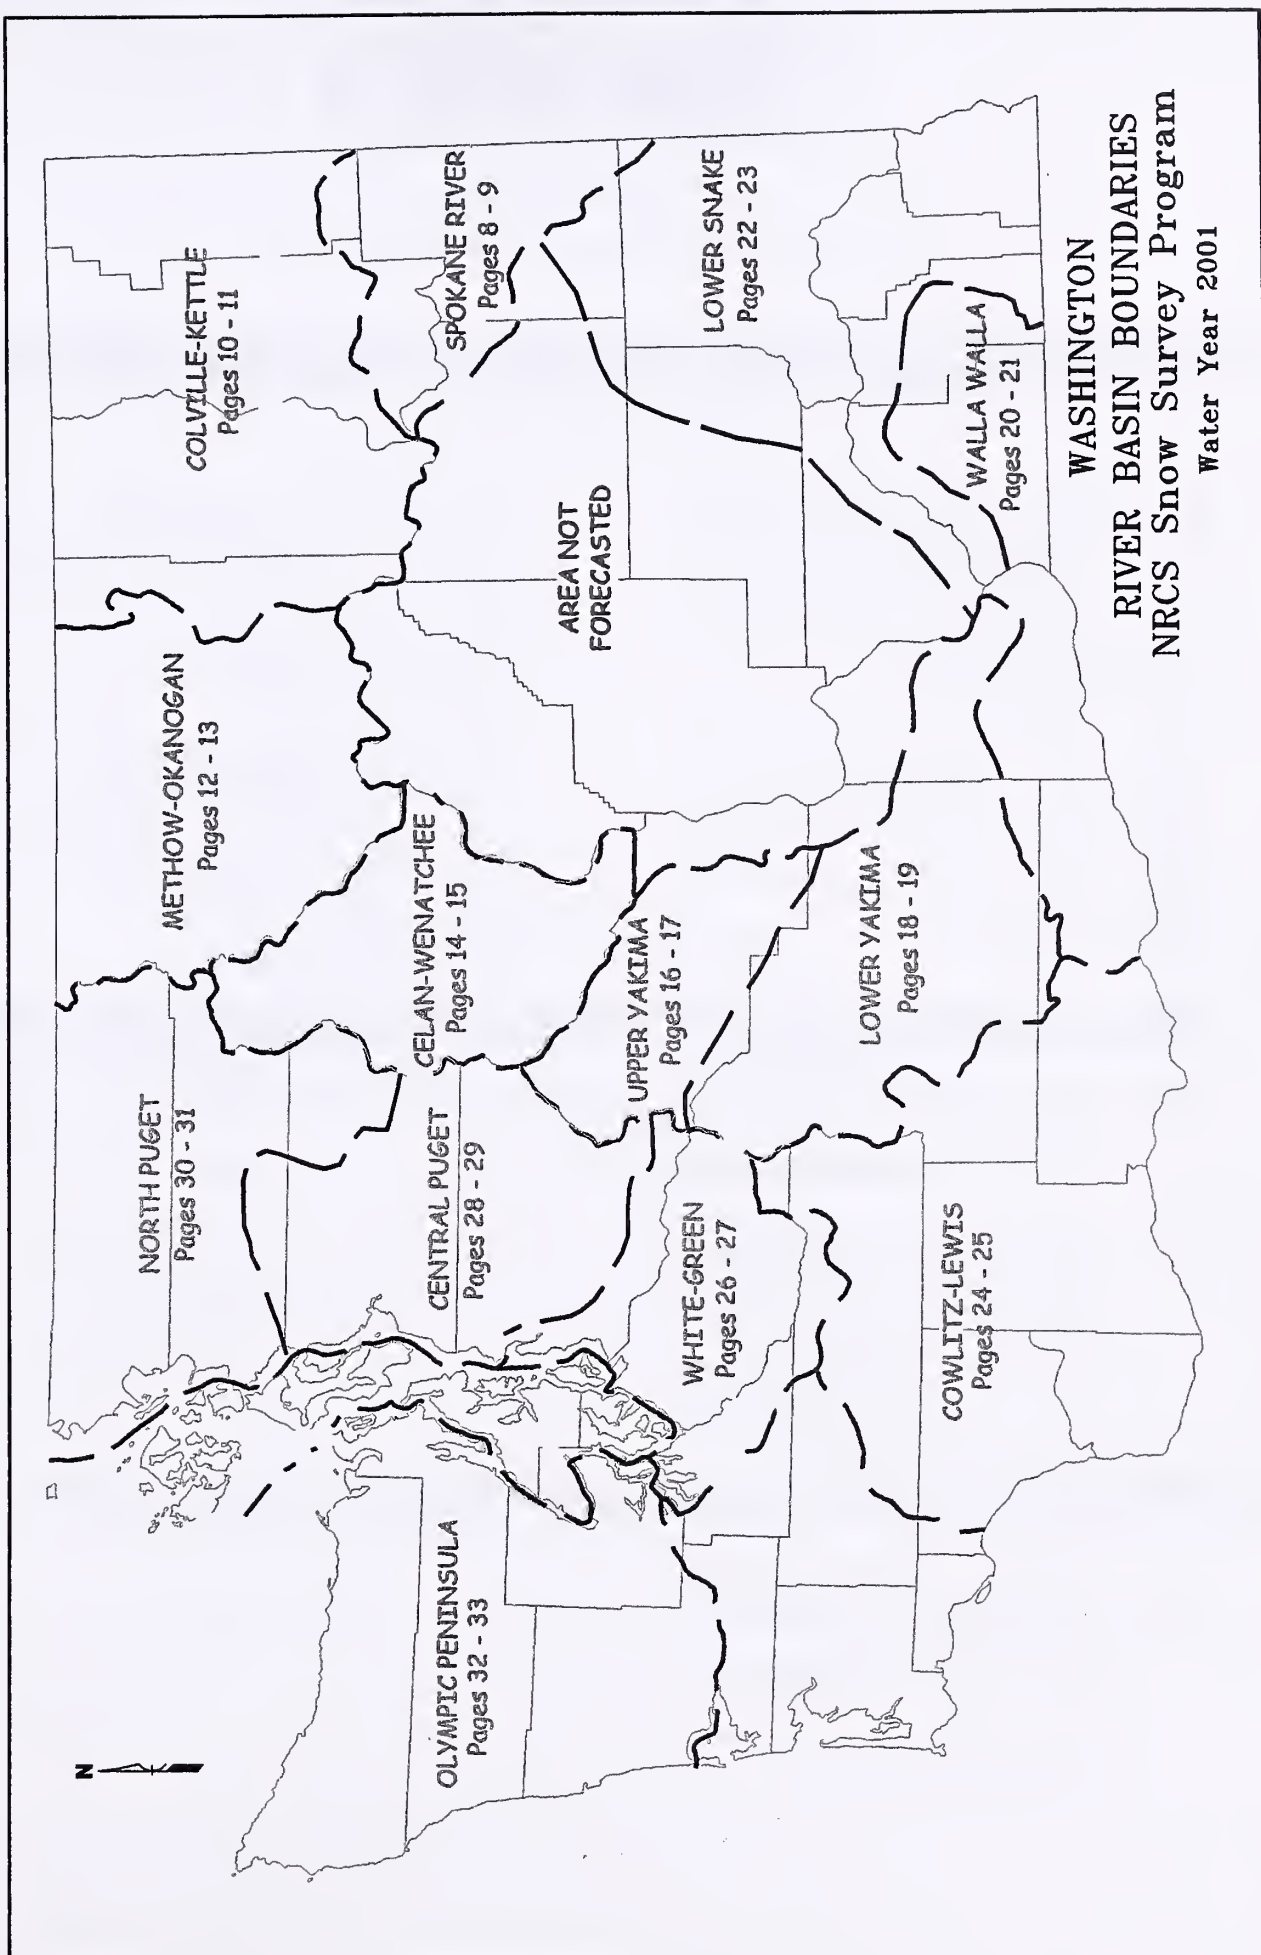 N
NORTH PUGET
Pages 30 - 31
METHOW-OKANOGAN
Pages 12 - 13
COLVILLE-KETTLE
Pages 10 - 11
OLYMPIC PENINSULA
Pages 32 - 33
CENTRAL PUGET
Pages 28 - 29
CELAN-WENATCHEE
Pages 14 - 15
SPOKANE RIVER
Pages 8 - 9
AREA NOT
FORECASTED
UPPER YAKIMA
Pages 16 - 17
WHITE-GREEN
Pages 26 - 27
LOWER SNAKE
Pages 22 - 23
LOWER YAKIMA
Pages 18 - 19
COWLITZ-LEWIS
Pages 24 - 25
WALLA WALLA
Pages 20 - 21
WASHINGTON
RIVER BASIN BOUNDARIES
NRCS Snow Survey Program
Water Year 2001